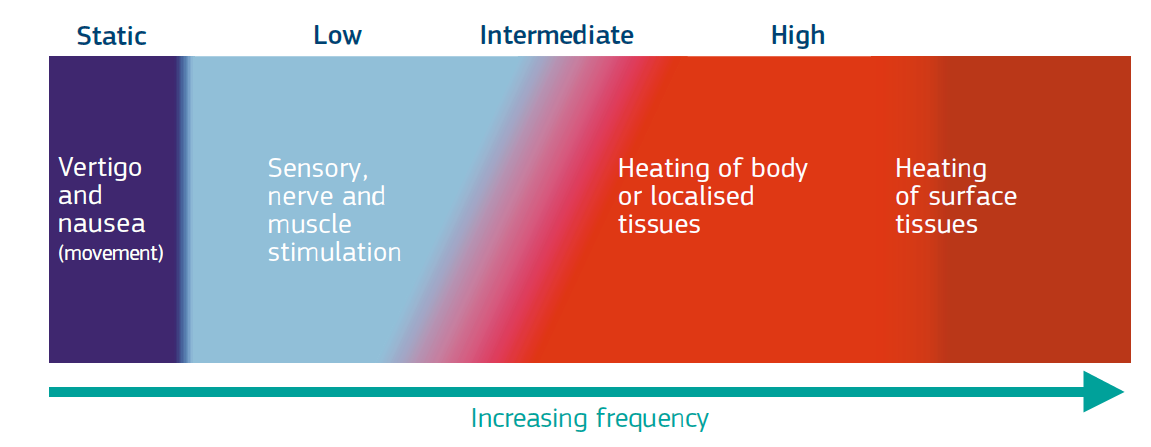 Static
Low
Intermediate
High
Vertigo
and
nausea
(movement)
Sensory,
nerve and
muscle
stimulation
Heating of body
or localised
tissues
Heating
of surface
tissues
Increasing frequency